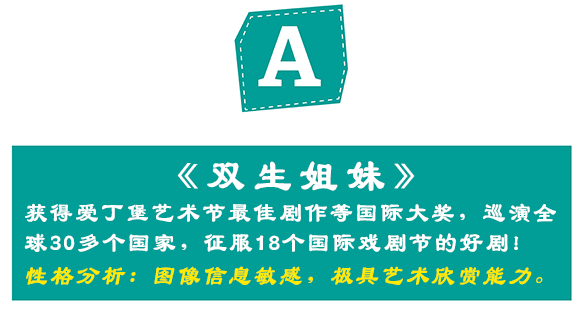 A
《双生姐妹》
获得爱丁堡艺术节最佳剧作等国际大奖，巡演全
球30多个国家，征服18个国际戏剧节的好剧！
性格分析：图像信息敏感，极具艺术欣赏能力。